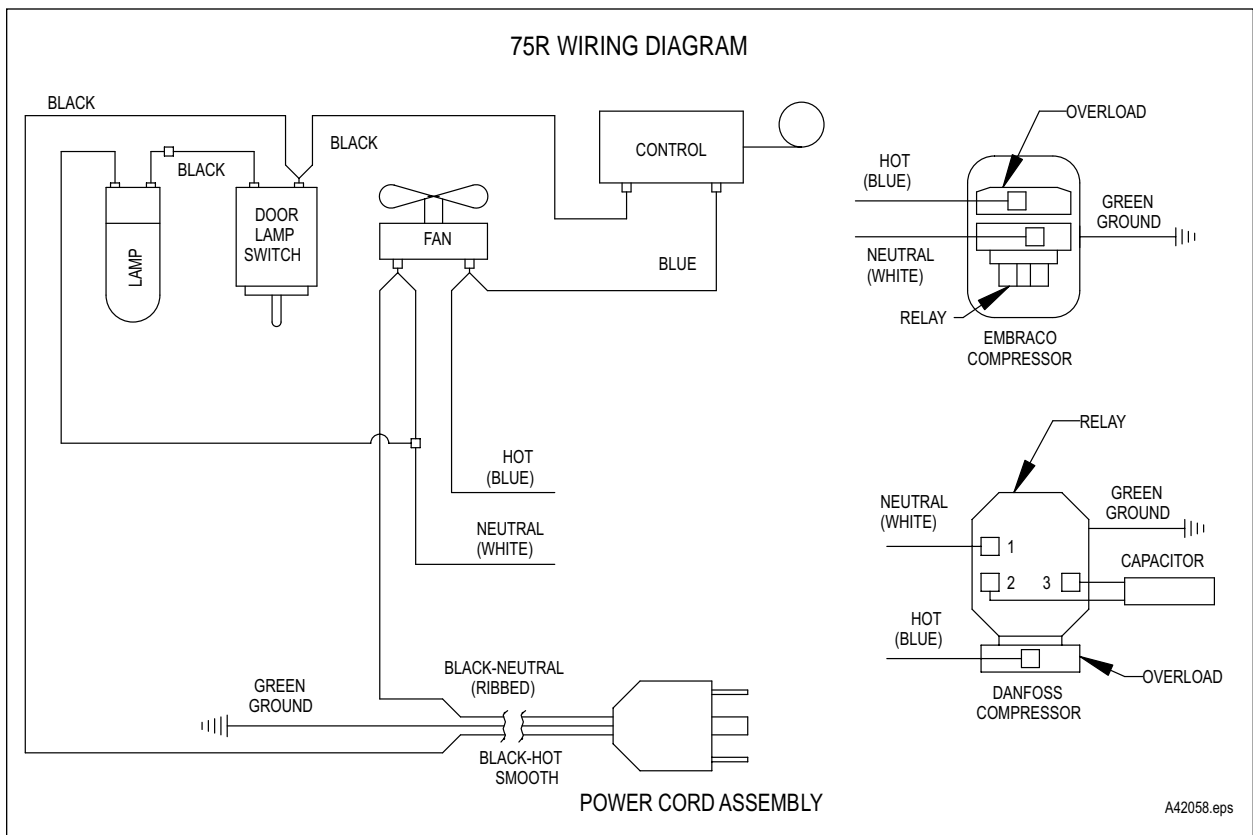 75R WIRING DIAGRAM
BLACK
BLACK
BLACK
LAMP
DOOR
LAMP
SWITCH
FAN
CONTROL
BLUE
HOT
(BLUE)
NEUTRAL
(WHITE)
OVERLOAD
HOT
(BLUE)
GREEN
GROUND
NEUTRAL
(WHITE)
RELAY
EMBRACO
COMPRESSOR
RELAY
NEUTRAL
(WHITE)
GREEN
GROUND
1
2
3
CAPACITOR
HOT
(BLUE)
OVERLOAD
DANFOSS
COMPRESSOR
GREEN
GROUND
BLACK-NEUTRAL
(RIBBED)
BLACK-HOT
SMOOTH
POWER CORD ASSEMBLY
A42058.eps